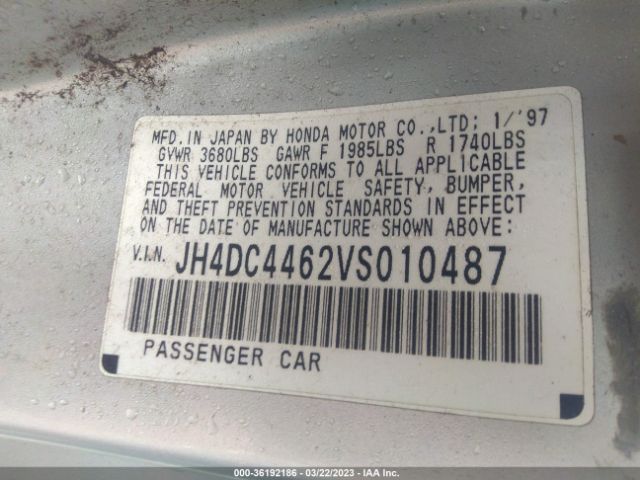 MFD. IN JAPAN BY HONDA MOTOR CO.,LTD; 1/'97
GVWR 3680LBS GAWR F 1985LBS R 1740LBS
THIS VEHICLE CONFORMS TO ALL APPLICABLE
FEDERAL MOTOR VEHICLE SAFETY, BUMPER,
AND THEFT PREVENTION STANDARDS IN EFFECT
ON THE DATE OF MANUFACTURE SHOWN ABOVE:
V.I.N. JH4DC4462VS010487
PASSENGER CAR
000-36192186 - 03/22/2023 - IAA Inc.